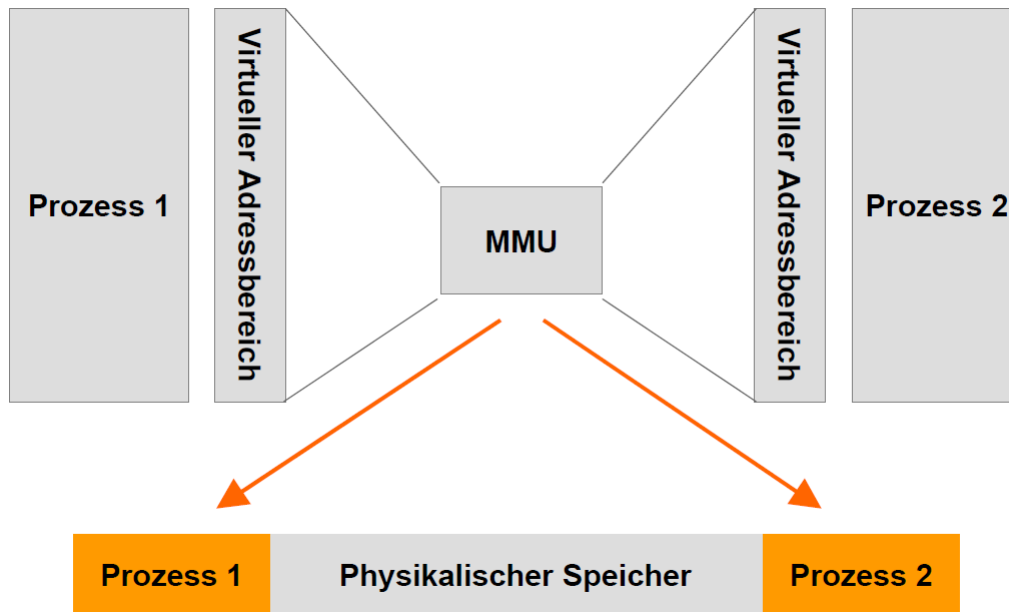 Prozess 1
Virtueller Adressbereich
MMU
Virtueller Adressbereich
Prozess 2
Prozess 1
Physikalischer Speicher
Prozess 2